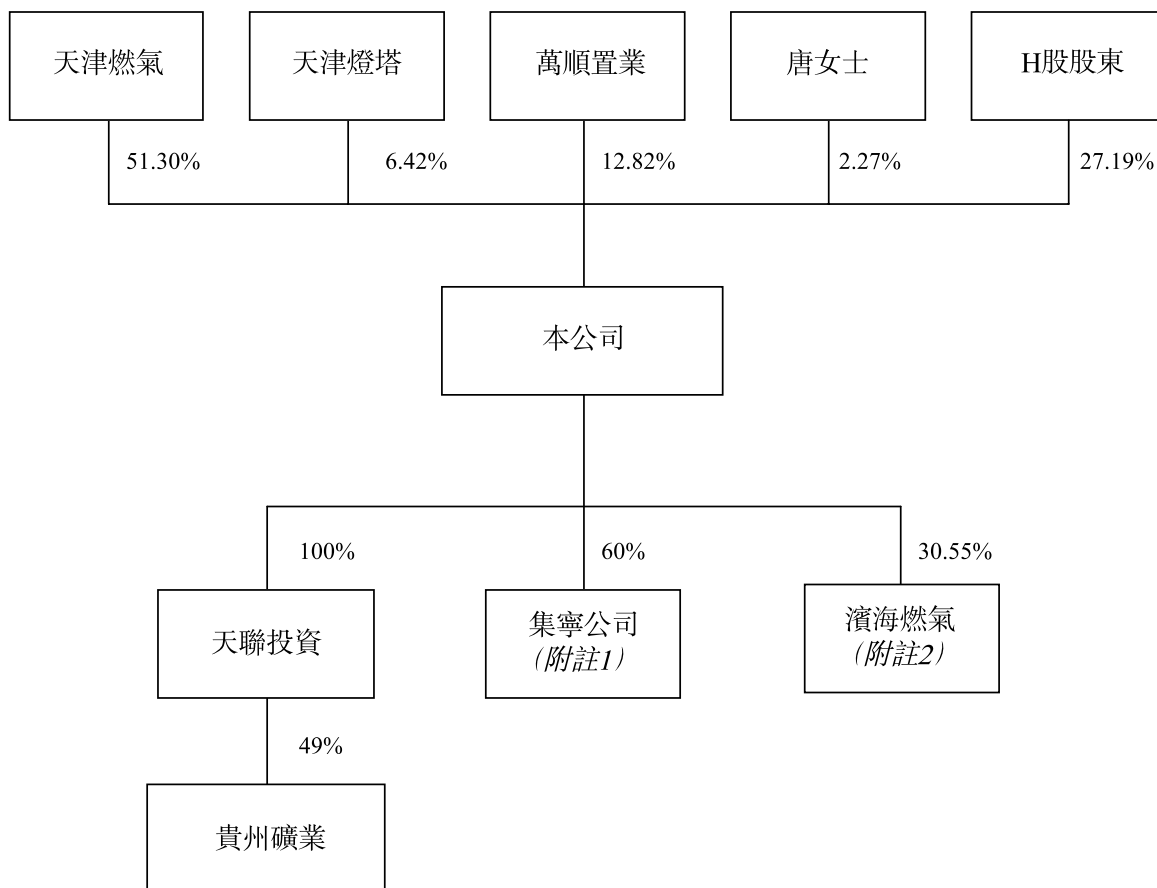 天津燃氣
天津燈塔
萬順置業
唐女士
H股股東
51.30%
6.42%
12.82%
2.27%
27.19%
本公司
100%
60%
30.55%
天聯投資
集寧公司
(附註1)
濱海燃氣
(附註2)
49%
貴州礦業